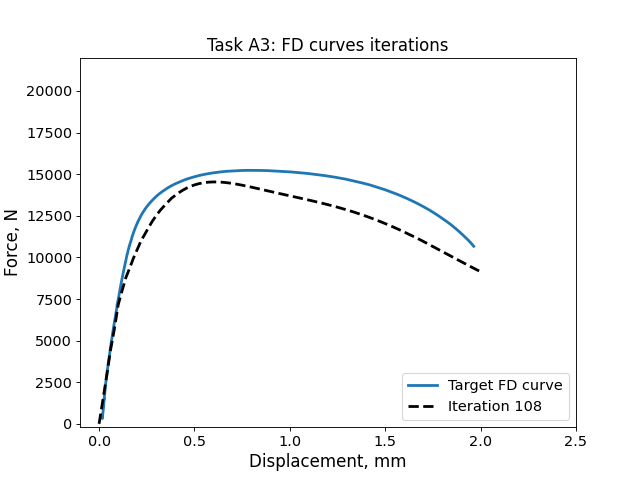 Task A3: FD curves iterations
20000
17500
15000
12500
10000
7500
5000
2500
0
Force, N
0.0 0.5 1.0 1.5 2.0 2.5
Displacement, mm
Target FD curve
Iteration 108